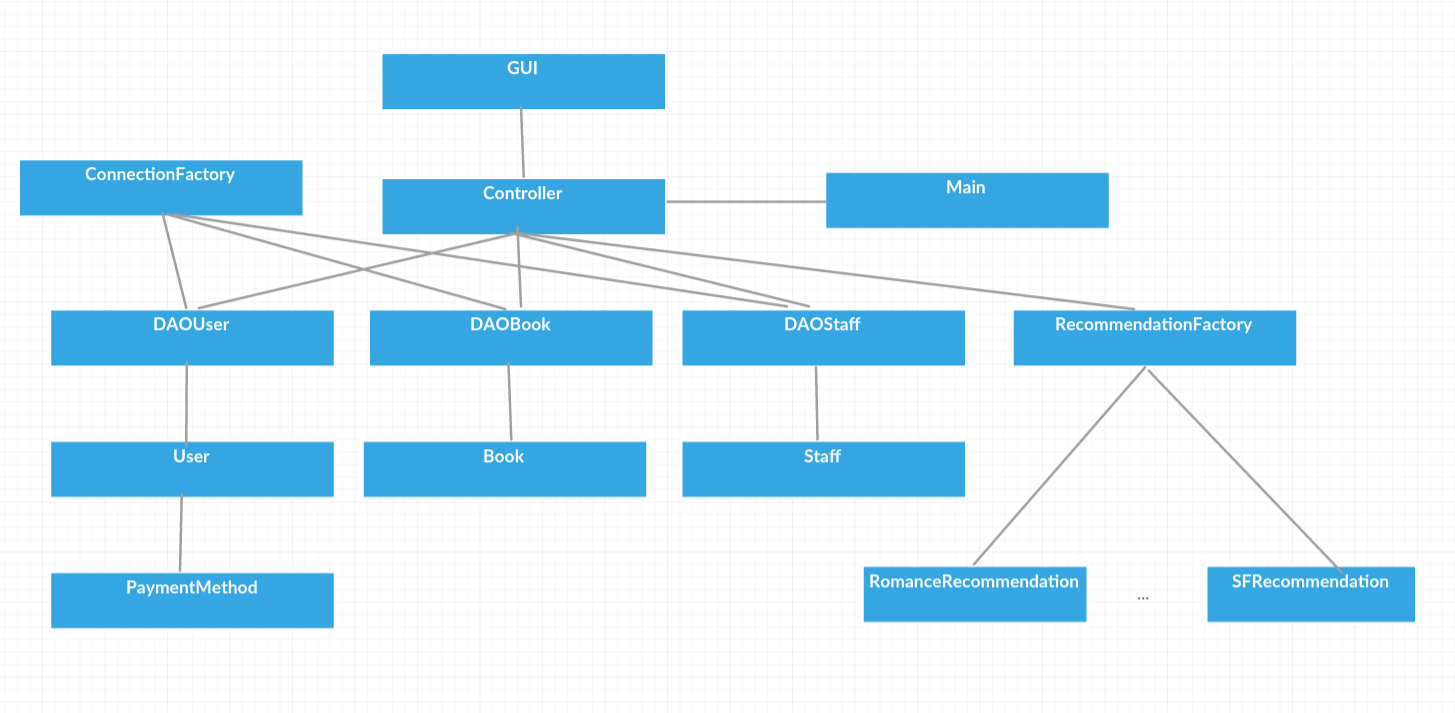 GUI
ConnectionFactory
Controller
Main
DAOUser
DAOBook
DAOStaff
RecommendationFactory
User
Book
Staff
PaymentMethod
RomanceRecommendation
...
SFRecommendation